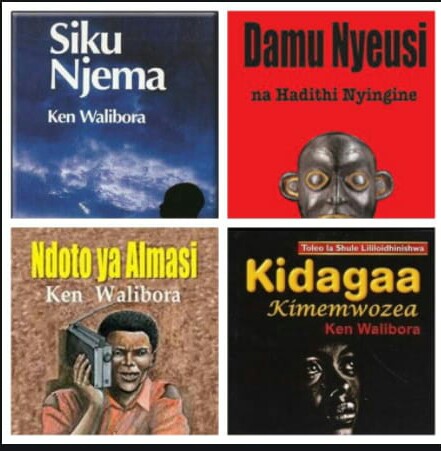 Siku
Njema
Ken Walibora
Damu Nyeusi
na Hadithi Nyingine
Ndoto ya Almasi
Ken Walibora
Toleo la Shule Lililoidhinishwa
Kidagaa
Kimemwozea
Ken Walibora